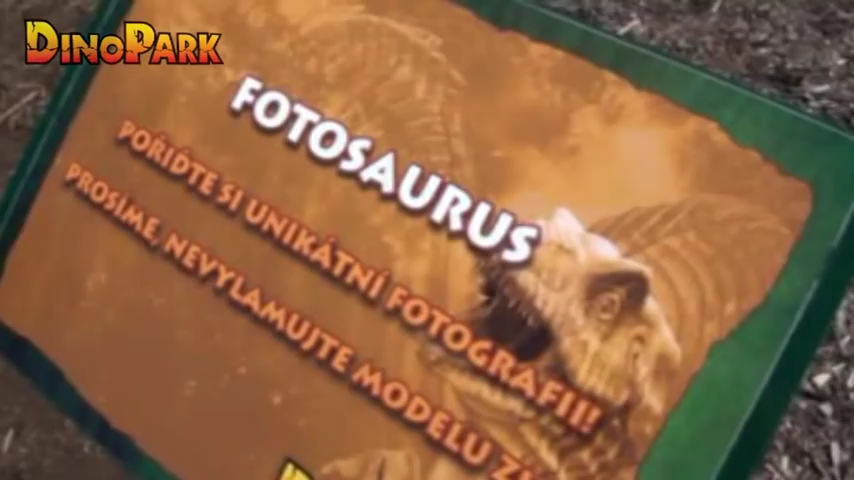 DINOPARK
FOTOSAURUS
POŘIĎTE SI UNIKÁTNÍ FOTOGRAFII!
PROSÍME, NEVYLAMUJTE MODELU